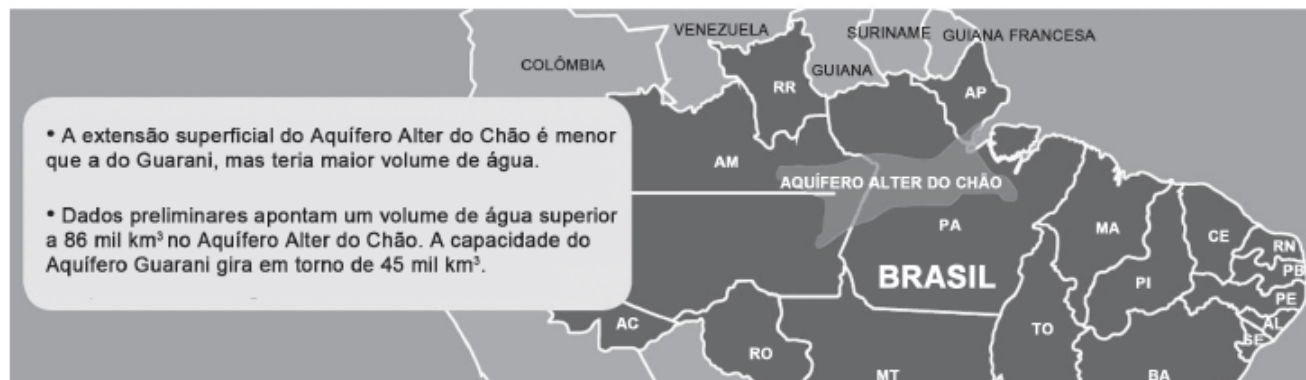 VENEZUELA
SURINAME
GUIANA FRANCESA
COLÔMBIA
GUIANA
RR
AP
• A extensão superficial do Aquífero Alter do Chão é menor
que a do Guarani, mas teria maior volume de água.
• Dados preliminares apontam um volume de água superior
a 86 mil km³ no Aquífero Alter do Chão. A capacidade do
Aquífero Guarani gira em torno de 45 mil km³.
AM
AQUÍFERO ALTER DO CHÃO
PA
MA
CE
RN
PB
BRASIL
PI
PE
AC
TO
AL
SE
RO
MT
BA